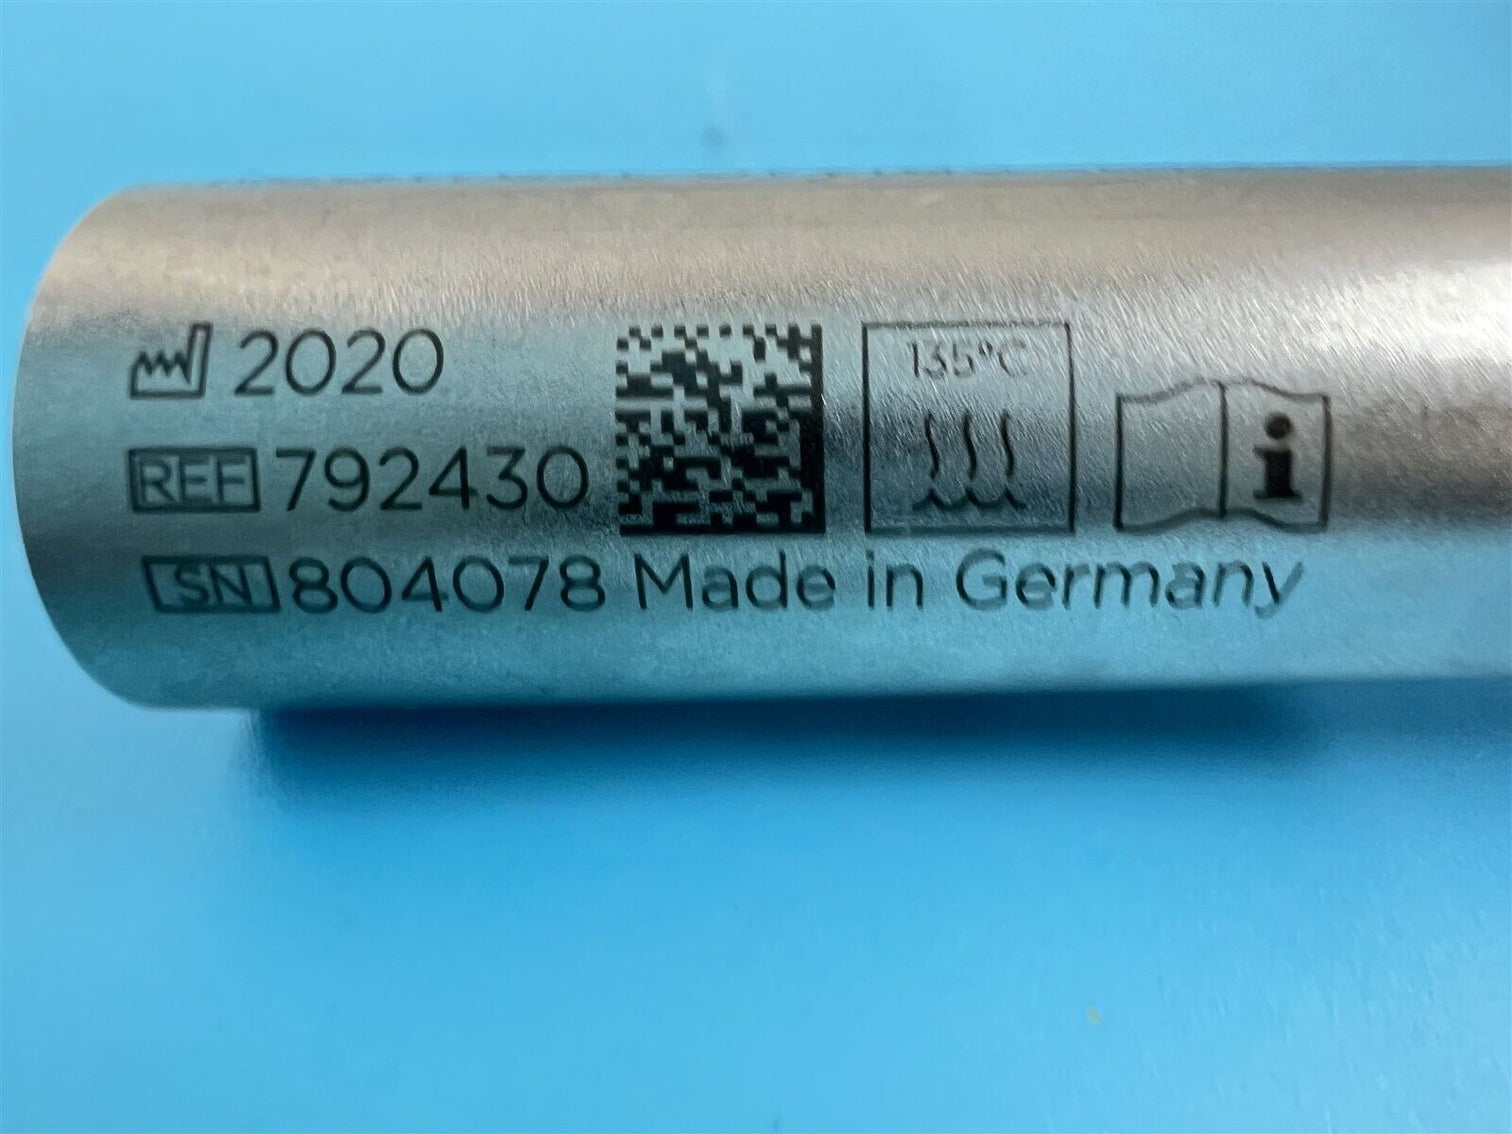 2020
REF 792430
135°C
i
SN 804078 Made in Germany